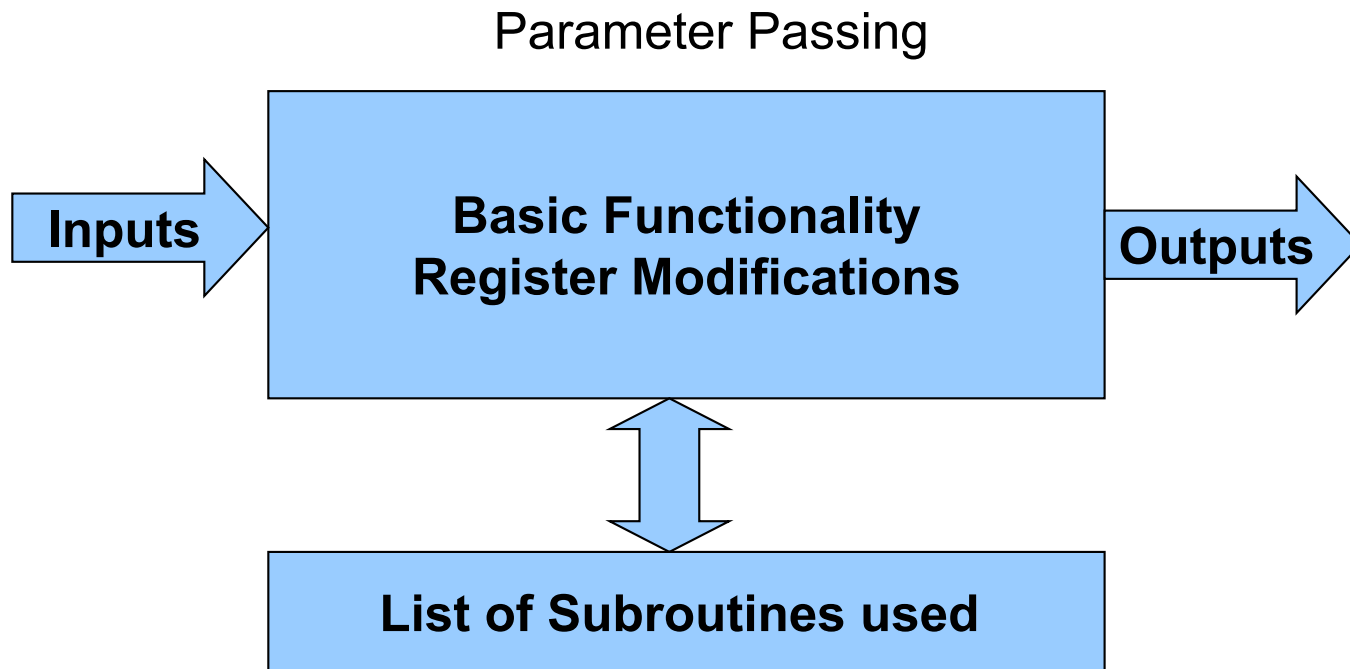 Parameter Passing
Inputs
Basic Functionality
Register Modifications
Outputs
List of Subroutines used